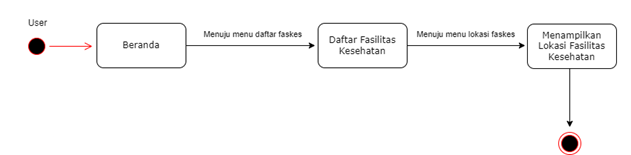 User
Beranda
Menuju menu daftar faskes
Daftar Fasilitas
Kesehatan
Menuju menu lokasi faskes
Menampilkan
Lokasi Fasilitas
Kesehatan